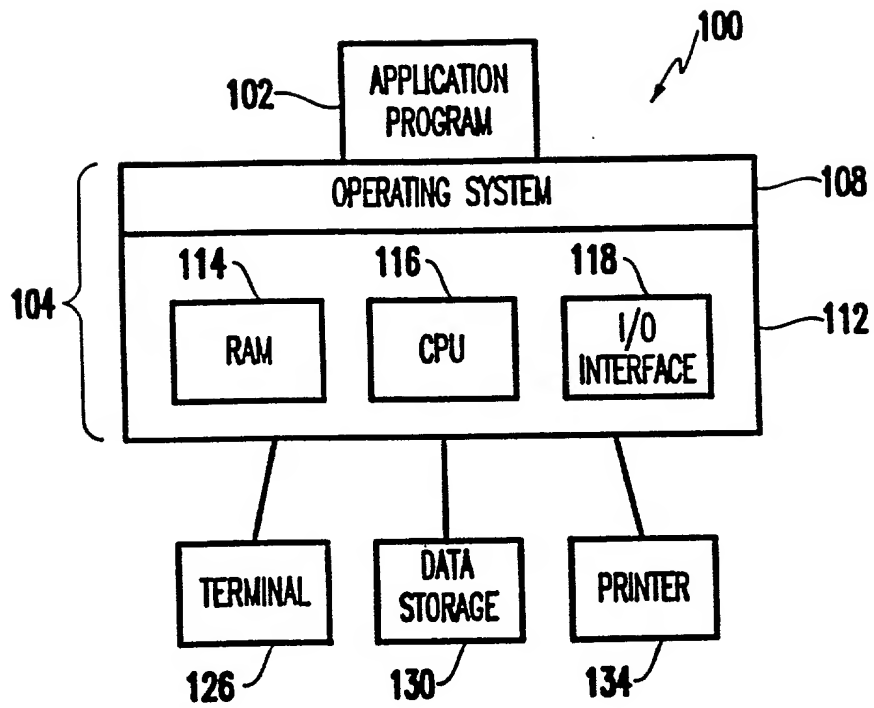 100
102
APPLICATION
PROGRAM
OPERATING SYSTEM
108
104
114
116
118
112
RAM
CPU
I/O
INTERFACE
TERMINAL
DATA
STORAGE
PRINTER
126
130
134